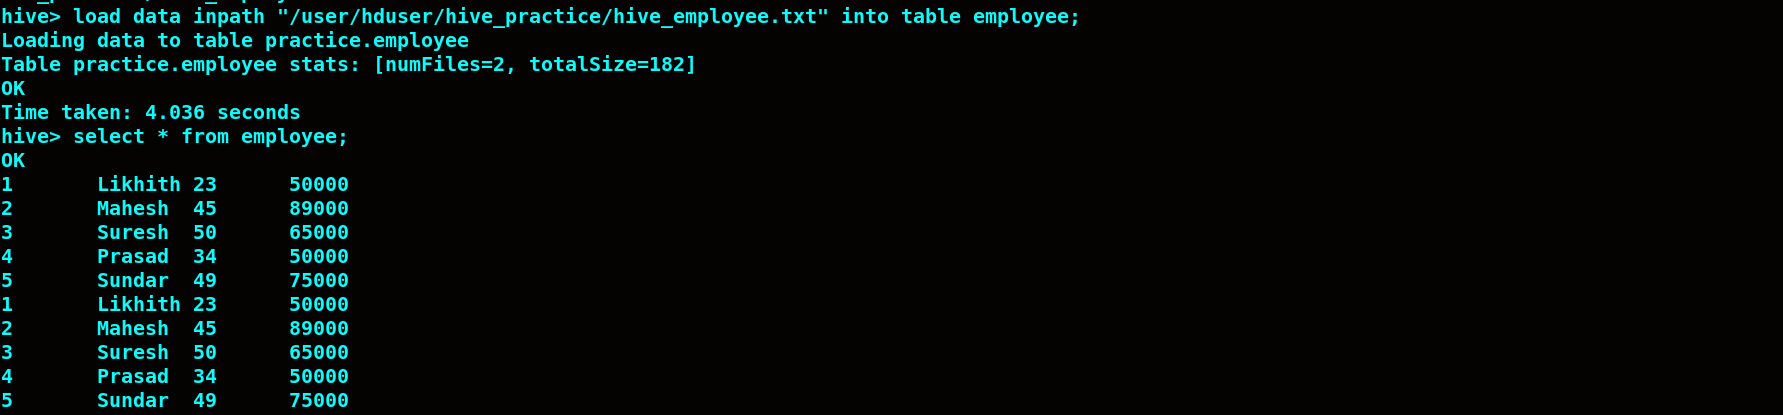 hive> load data inpath "/user/hduser/hive_practice/hive_employee.txt" into table employee;
Loading data to table practice.employee
Table practice.employee stats: [numFiles=2, totalSize=182]
OK
Time taken: 4.036 seconds
hive> select * from employee;
OK
1       Likhith 23      50000
2       Mahesh  45      89000
3       Suresh  50      65000
4       Prasad  34      50000
5       Sundar  49      75000
1       Likhith 23      50000
2       Mahesh  45      89000
3       Suresh  50      65000
4       Prasad  34      50000
5       Sundar  49      75000